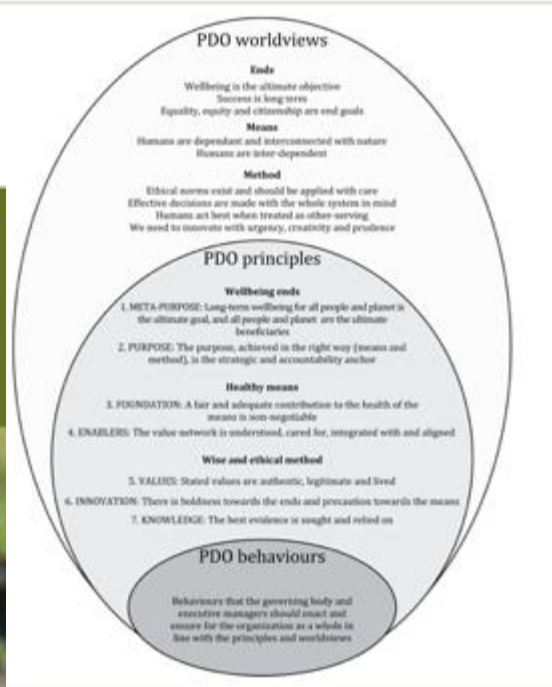 PDO worldviews
Ends
Wellbeing is the ultimate objective
Success is long-term
Equality, equity and citizenship are end goals
Means
Humans are dependant and interconnected with nature
Humans are inter-dependent
Method
Ethical norms exist and should be applied with care
Effective decisions are made with the whole system in mind
Humans act best when treated as other-serving
We need to innovate with urgency, creativity and prudence
PDO principles
Wellbeing ends
1. META-PURPOSE: Long-term wellbeing for all people and planet is
the ultimate goal, and all people and planet are the ultimate
beneficiaries
2. PURPOSE: The purpose, achieved in the right way (means and
method), is the strategic and accountability anchor
Healthy means
3. FOUNDATION: A fair and adequate contribution to the health of the
means is non-negotiable
4. ENABLERS: The value network is understood, cared for, integrated with and aligned
Wise and ethical method
5. VALUES: Stated values are authentic, legitimate and lived
6. INNOVATION: There is boldness towards the ends and precaution towards the means
7. KNOWLEDGE: The best evidence is sought and relied on
PDO behaviours
Behaviours that the governing body and
executive managers should enact and
ensure for the organization as a whole in
line with the principles and worldviews